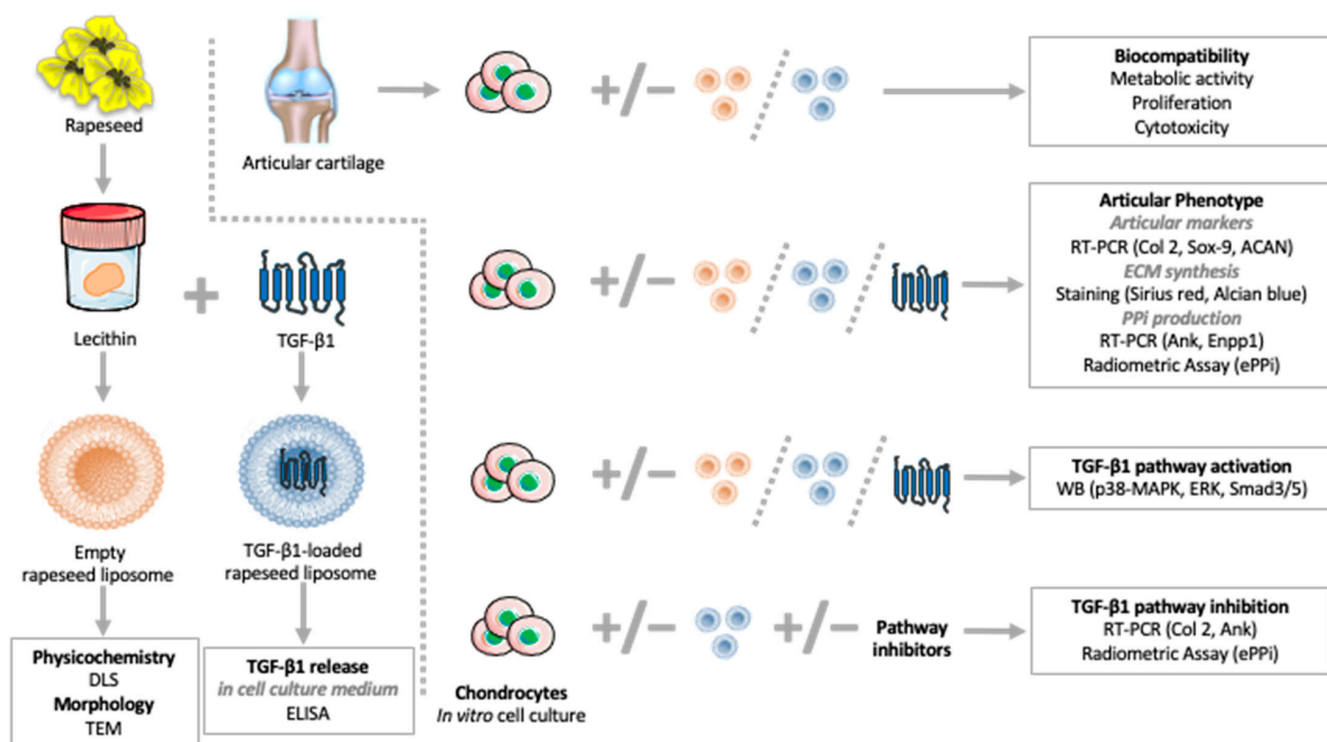 Rapeseed
Lecithin
+
TGF-β1
Empty
rapeseed liposome
TGF-β1-loaded
rapeseed liposome
Physicochemistry
DLS
Morphology
TEM
TGF-β1 release
in cell culture medium
ELISA
Articular cartilage
+/−
Biocompatibility
Metabolic activity
Proliferation
Cytotoxicity
+/−
Articular Phenotype
Articular markers
RT-PCR (Col 2, Sox-9, ACAN)
ECM synthesis
Staining (Sirius red, Alcian blue)
PPi production
RT-PCR (Ank, Enpp1)
Radiometric Assay (ePPi)
+/−
TGF-β1 pathway activation
WB (p38-MAPK, ERK, Smad3/5)
+/−
+/−
Pathway
inhibitors
TGF-β1 pathway inhibition
RT-PCR (Col 2, Ank)
Radiometric Assay (ePPi)
Chondrocytes
In vitro cell culture